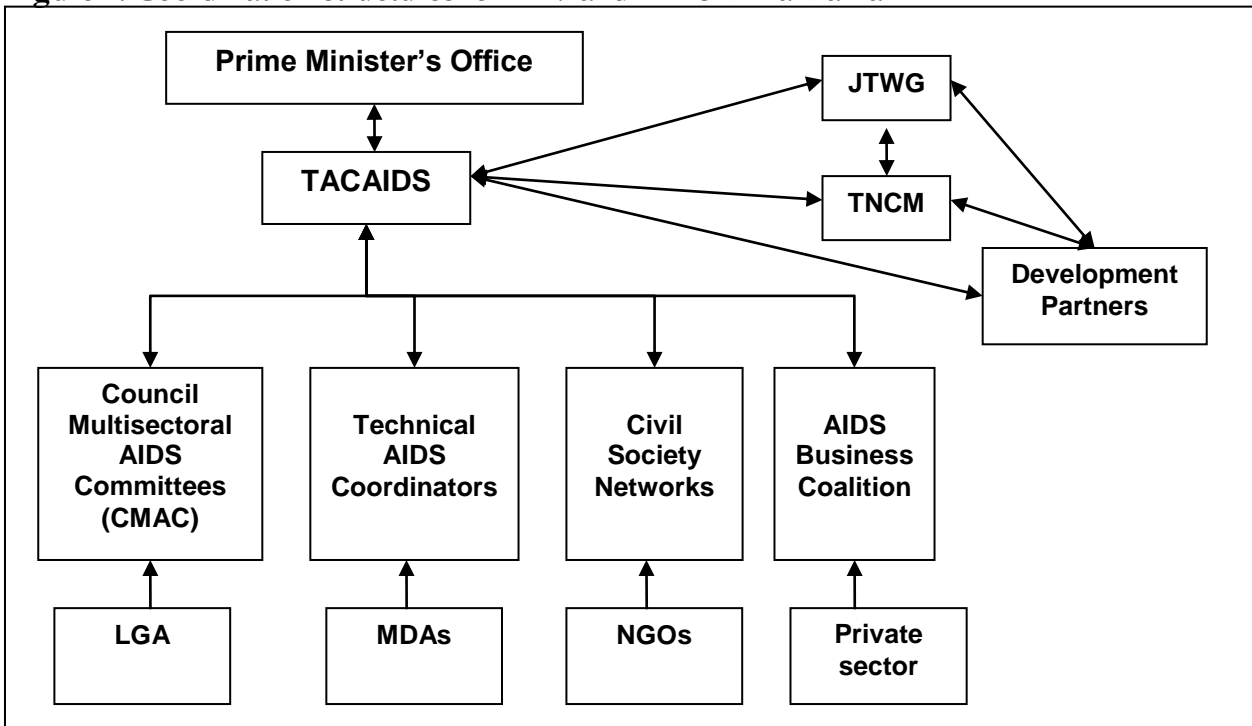 Prime Minister’s Office
JTWG
TACAIDS
TNCM
Development
Partners
Council
Multisectoral
AIDS
Committees
(CMAC)
Technical
AIDS
Coordinators
Civil
Society
Networks
AIDS
Business
Coalition
LGA
MDAs
NGOs
Private
sector